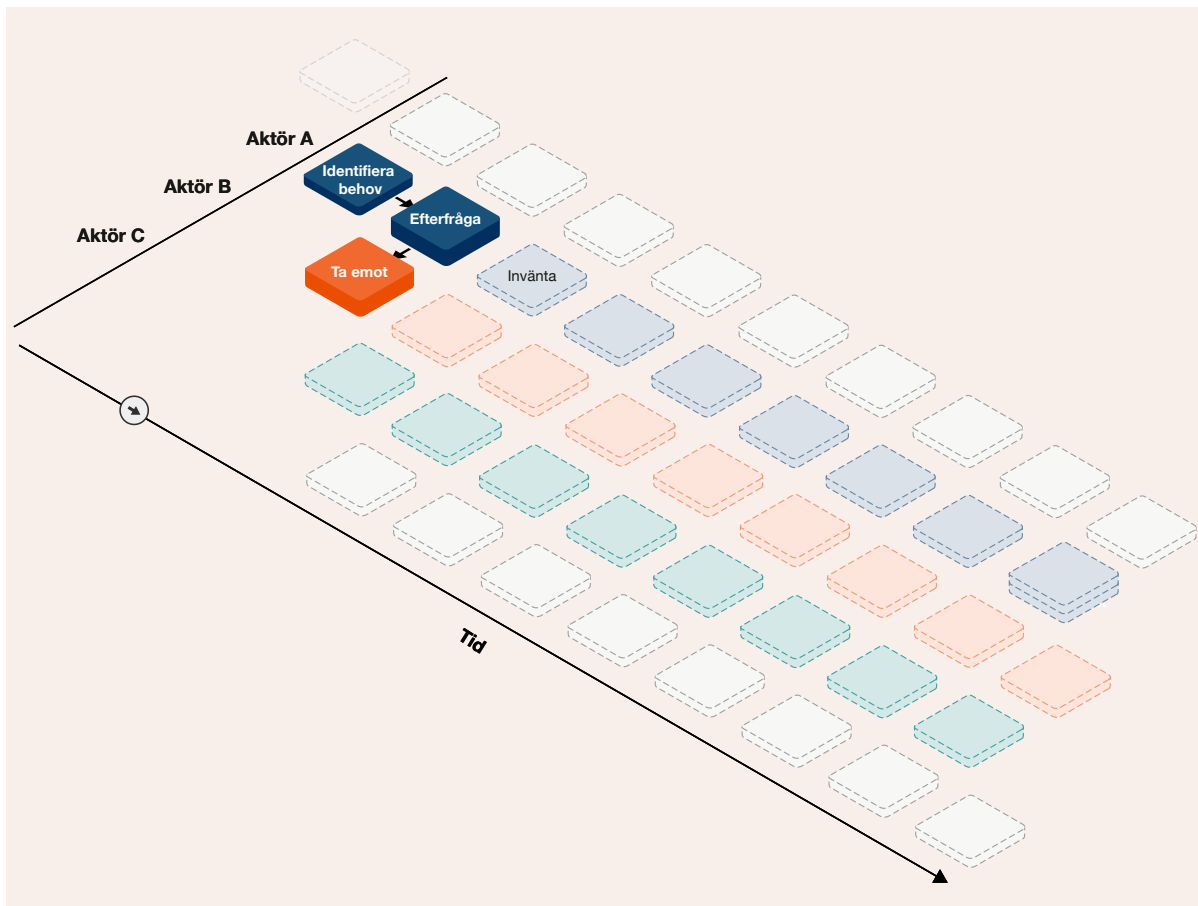 Aktör A
Identifiera
behov
Aktör B
Efterfråga
Aktör C
Ta emot
Invänta
Tid